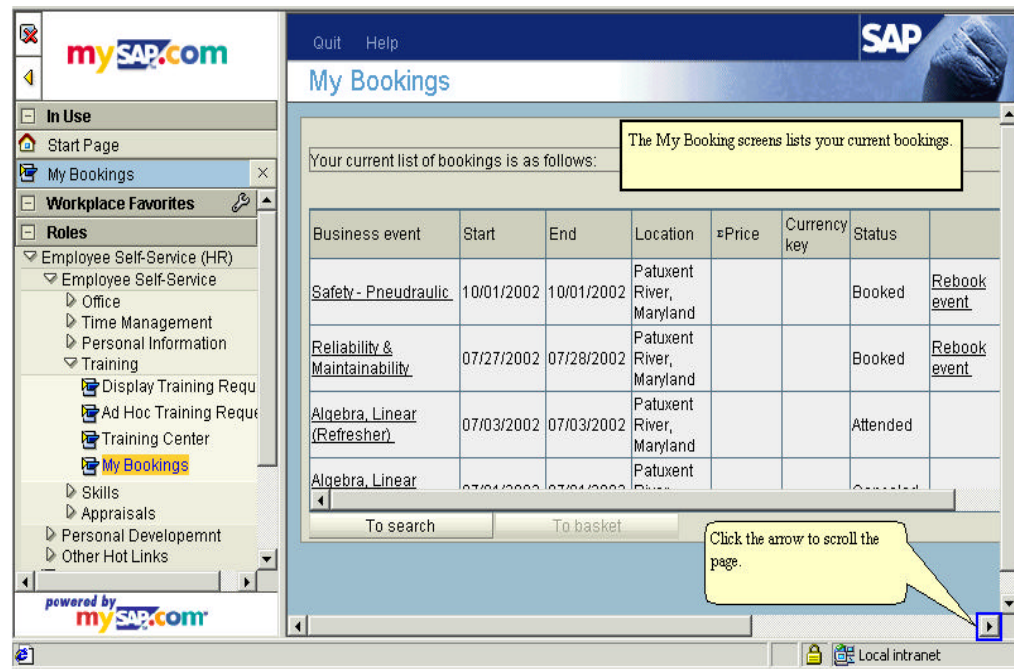 mySAP.com
Quit Help
SAP
My Bookings
In Use
Start Page
My Bookings
Workplace Favorites
Roles
Employee Self-Service (HR)
Employee Self-Service
Office
Time Management
Personal Information
Training
Display Training Requ
Ad Hoc Training Reque
Training Center
My Bookings
Skills
Appraisals
Personal Developemnt
Other Hot Links
powered by
mySAP.com
The My Booking screens lists your current bookings.
Your current list of bookings is as follows:
Business event Start End Location ΣPrice Currency key Status
Safety - Pneudraulic 10/01/2002 10/01/2002 Patuxent River, Maryland Booked Rebook event
Reliability & Maintainability 07/27/2002 07/28/2002 Patuxent River, Maryland Booked Rebook event
Algebra, Linear (Refresher) 07/03/2002 07/03/2002 Patuxent River, Maryland Attended
Algebra, Linear Patuxent
To search To basket
Click the arrow to scroll the
page.
Local intranet